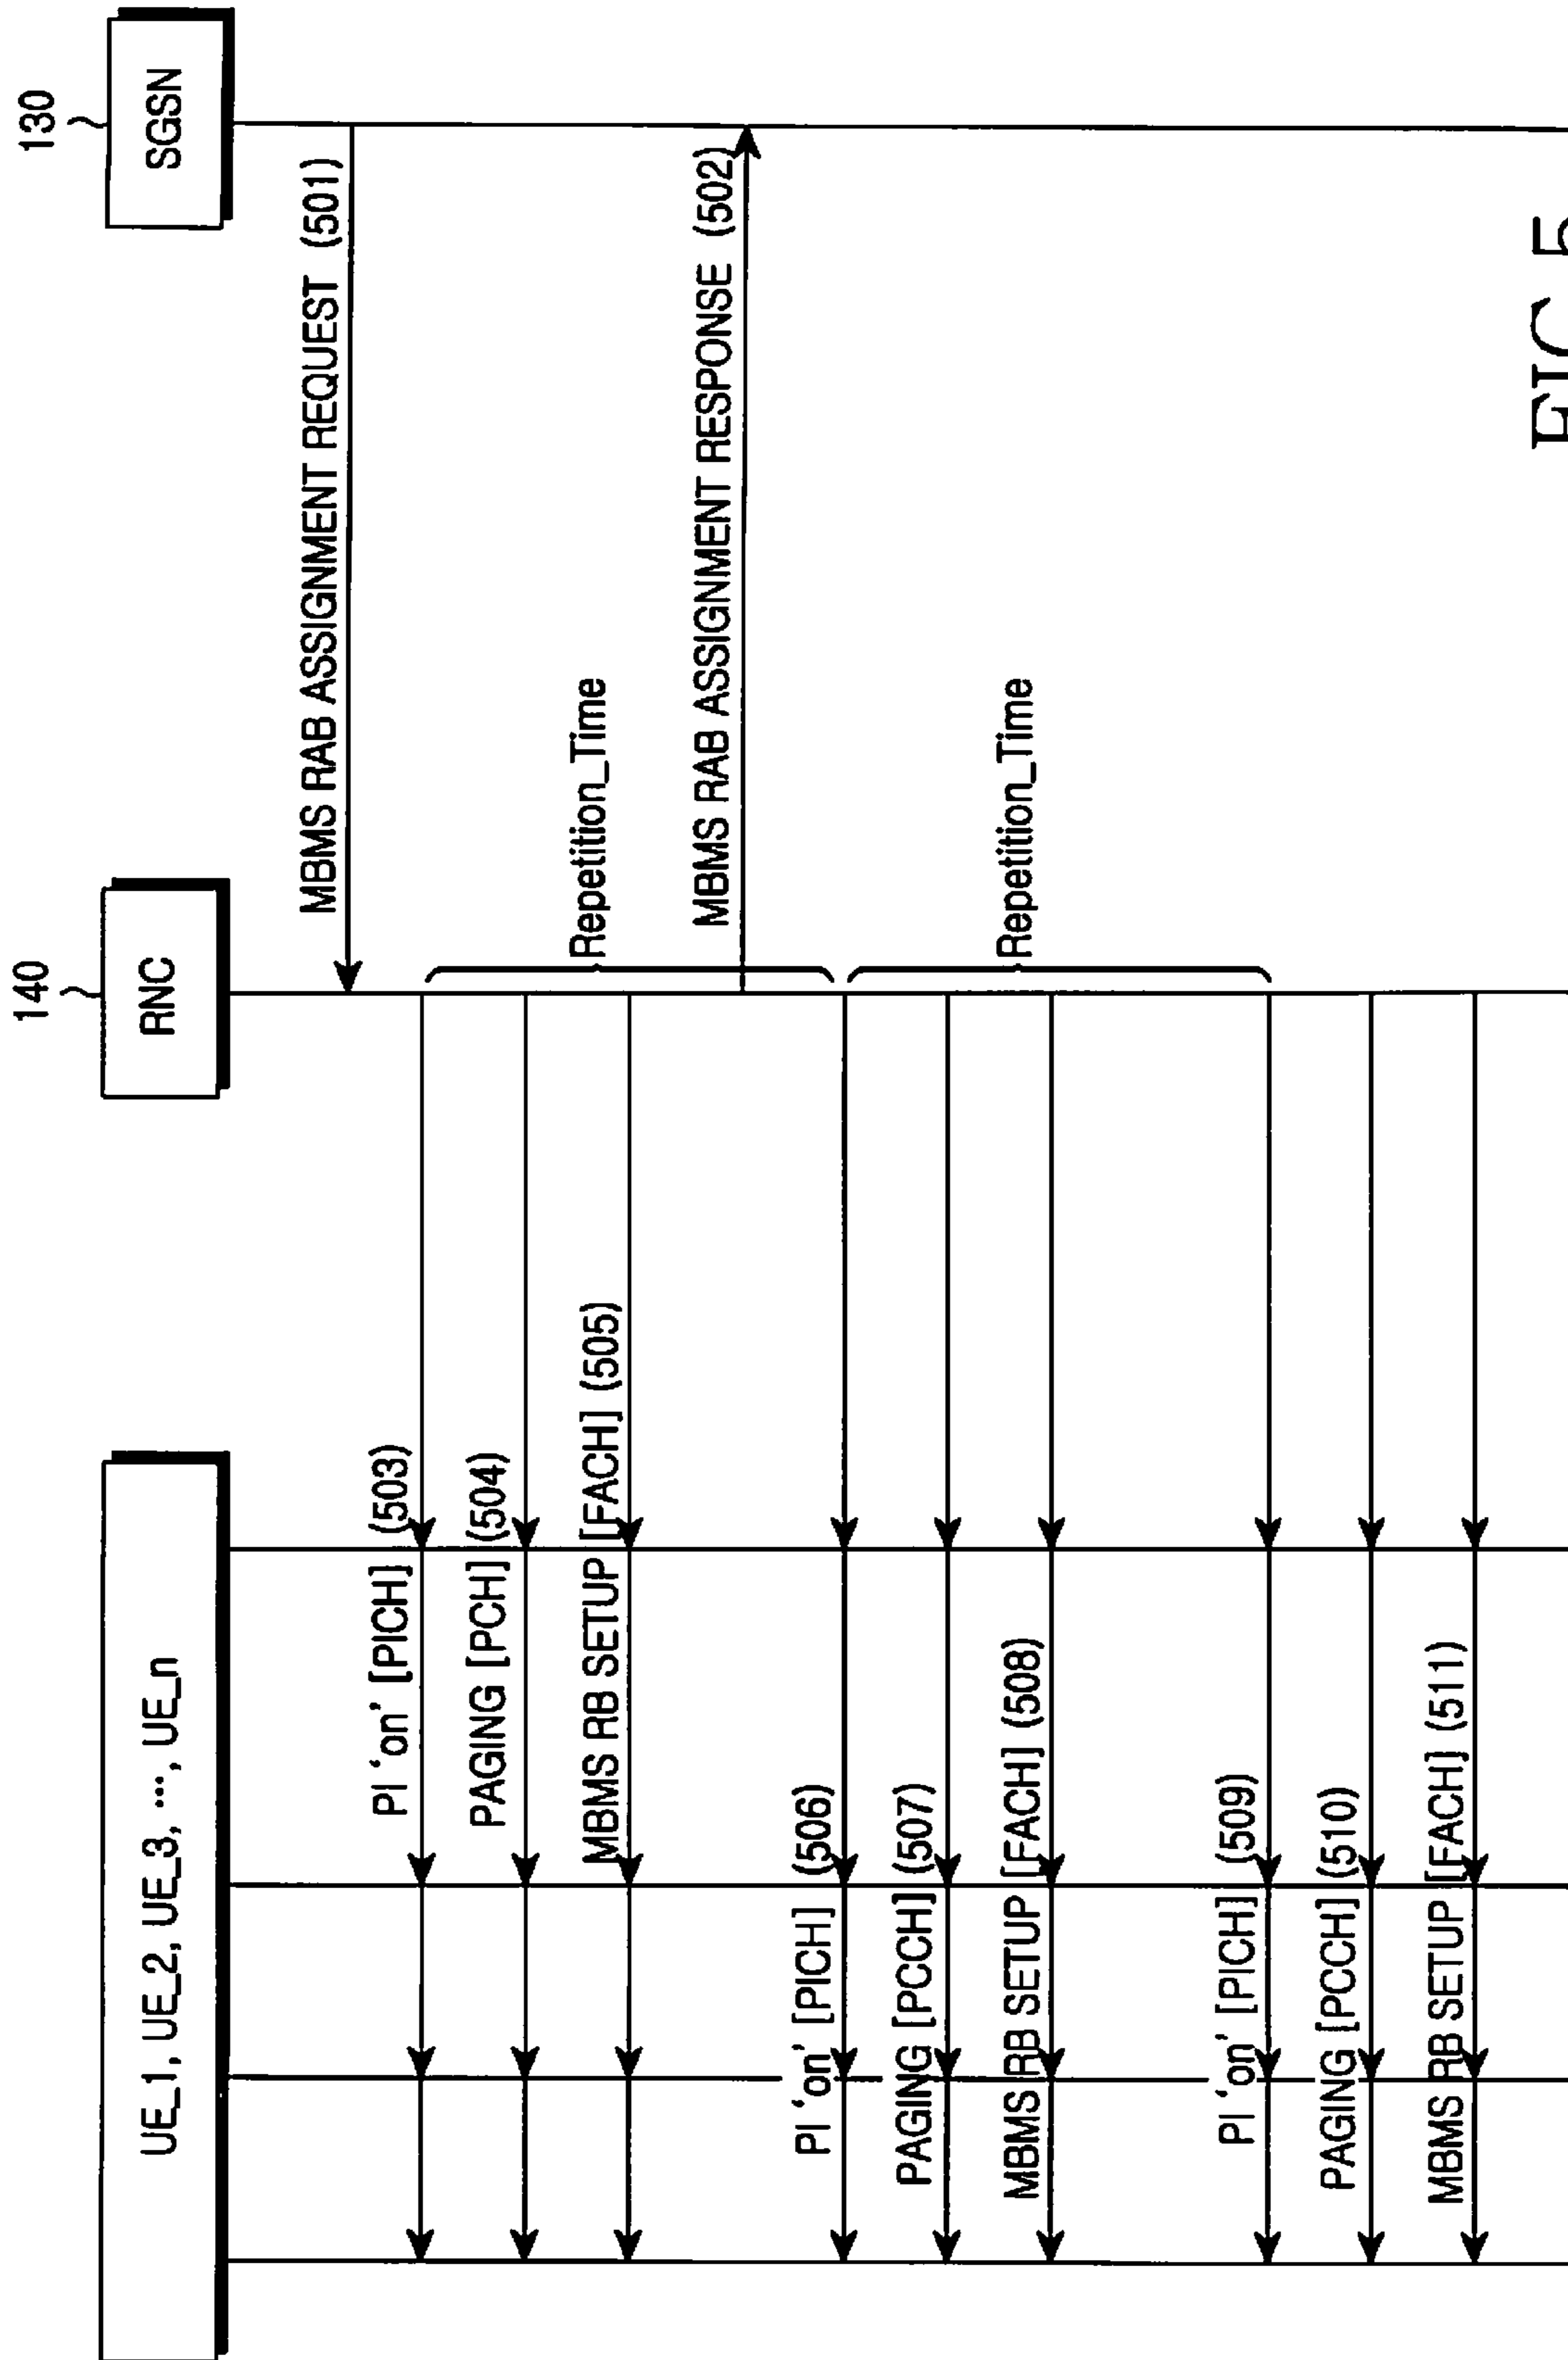 140
130
UE_1, UE_2, UE_3, ···, UE_n
RNC
SGSN
MBMS RAB ASSIGNMENT REQUEST (501)
PI 'on' [PICH] (503)
PAGING [PCH] (504)
Repetition_Time
MBMS RB SETUP [FACH] (505)
MBMS RAB ASSIGNMENT RESPONSE (502)
PI 'on' [PICH] (506)
PAGING [PCCH] (507)
Repetition_Time
MBMS RB SETUP [FACH] (508)
PI 'on' [PICH] (509)
PAGING [PCCH] (510)
MBMS RB SETUP [FACH] (511)
FIG 5